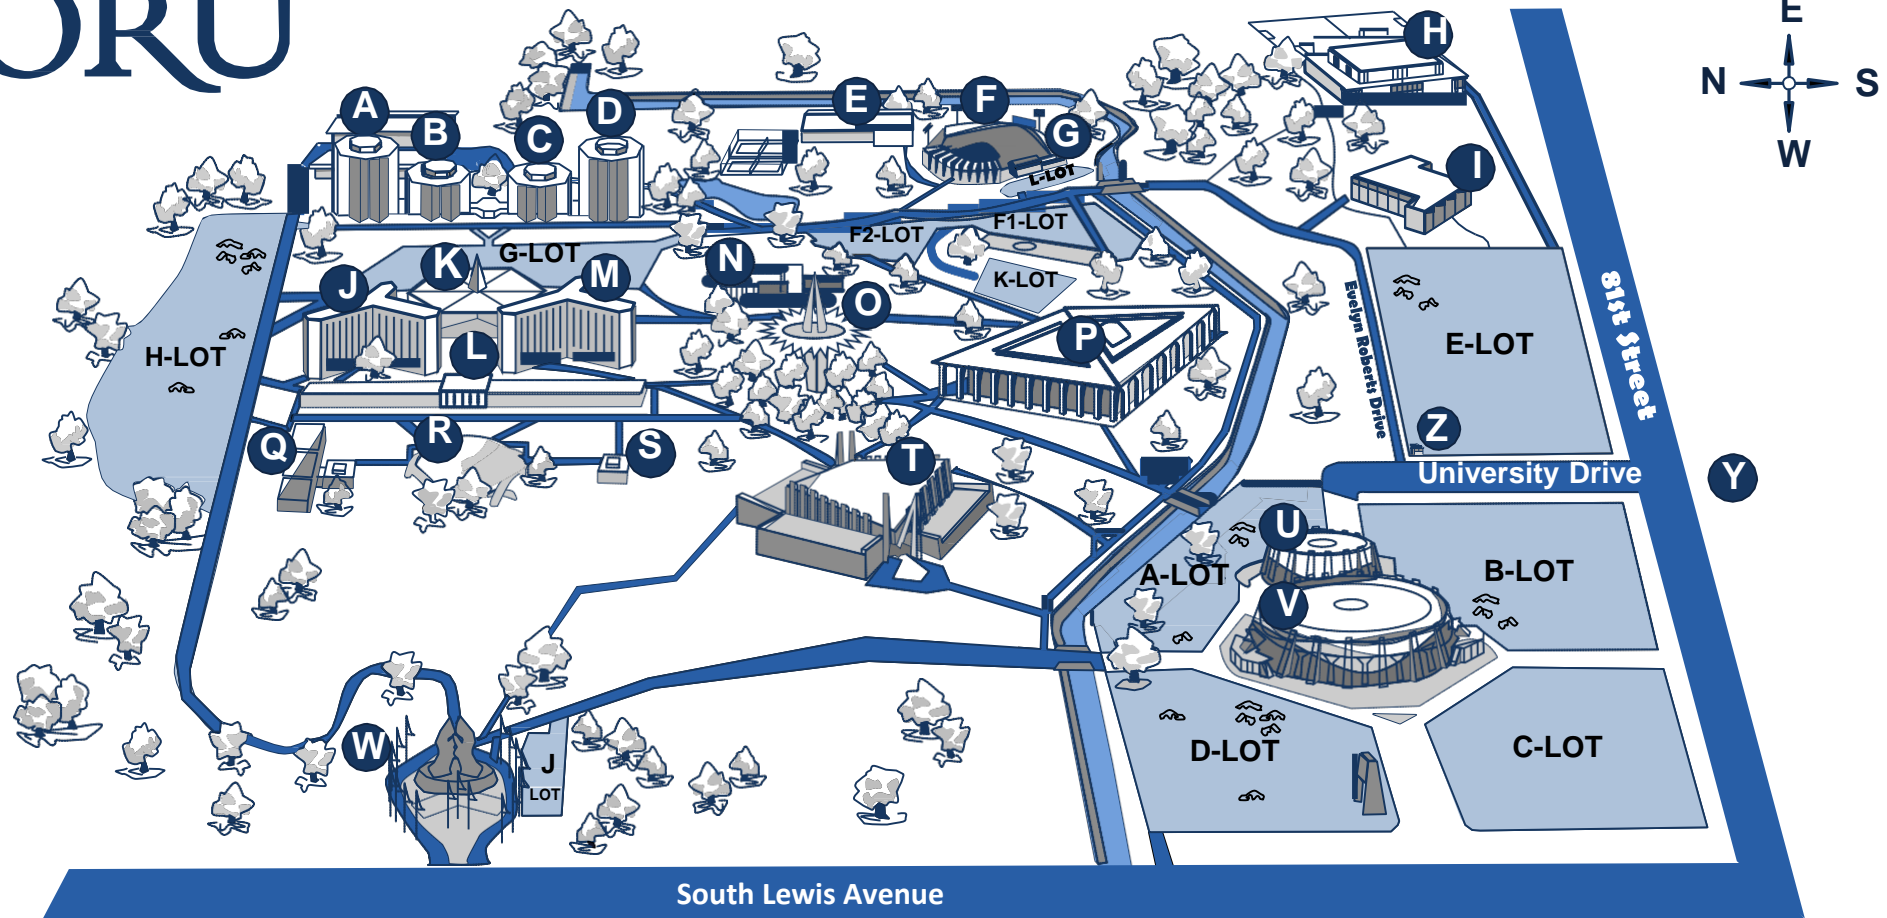 ORU
E
N
S
W
H
A
B
C
D
E
F
G
L-LOT
I
F1-LOT
F2-LOT
G-LOT
K-LOT
J
K
M
N
O
P
L
H-LOT
Evelyn Roberts Drive
E-LOT
81st Street
Z
Q
R
S
T
University Drive
Y
U
V
A-LOT
B-LOT
W
J
LOT
D-LOT
C-LOT
South Lewis Avenue